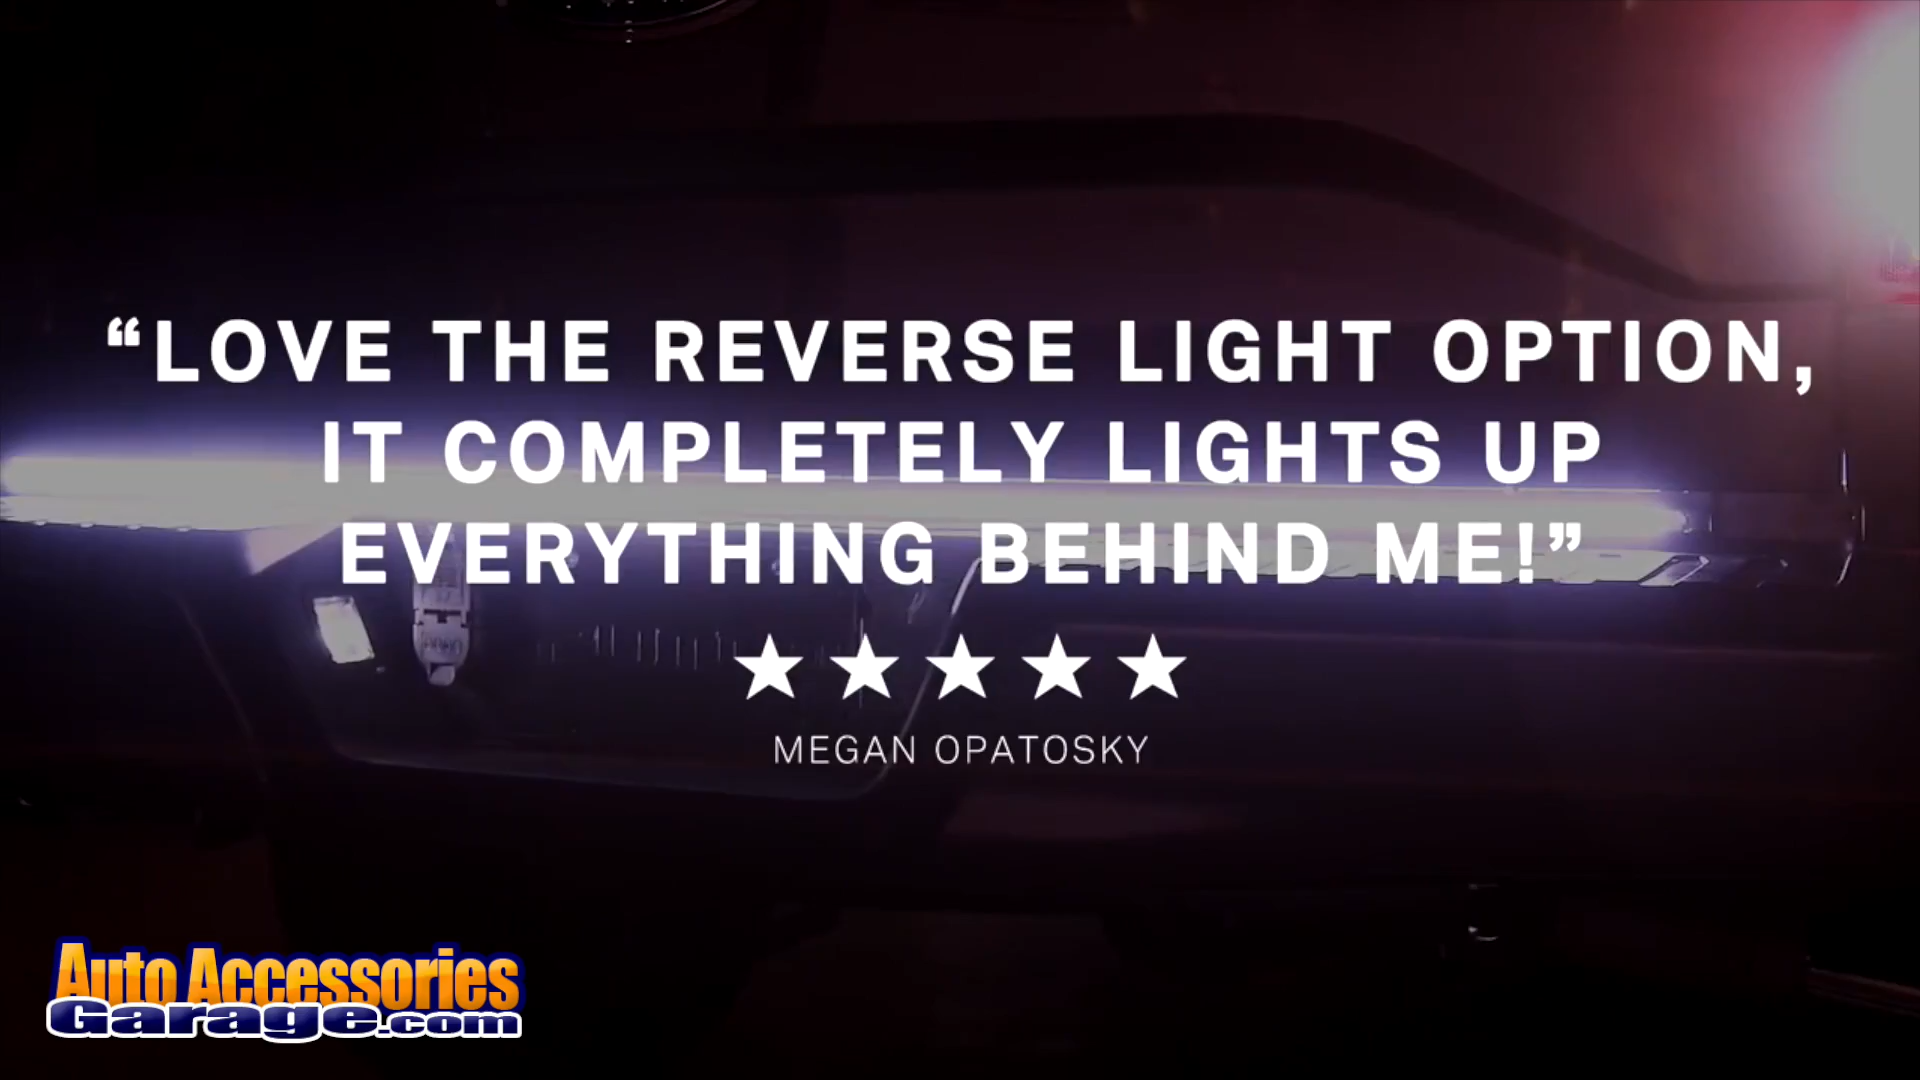 “LOVE THE REVERSE LIGHT OPTION,
IT COMPLETELY LIGHTS UP
EVERYTHING BEHIND ME!”
★★★★★
MEGAN OPATOSKY
Auto Accessories
Garage.com